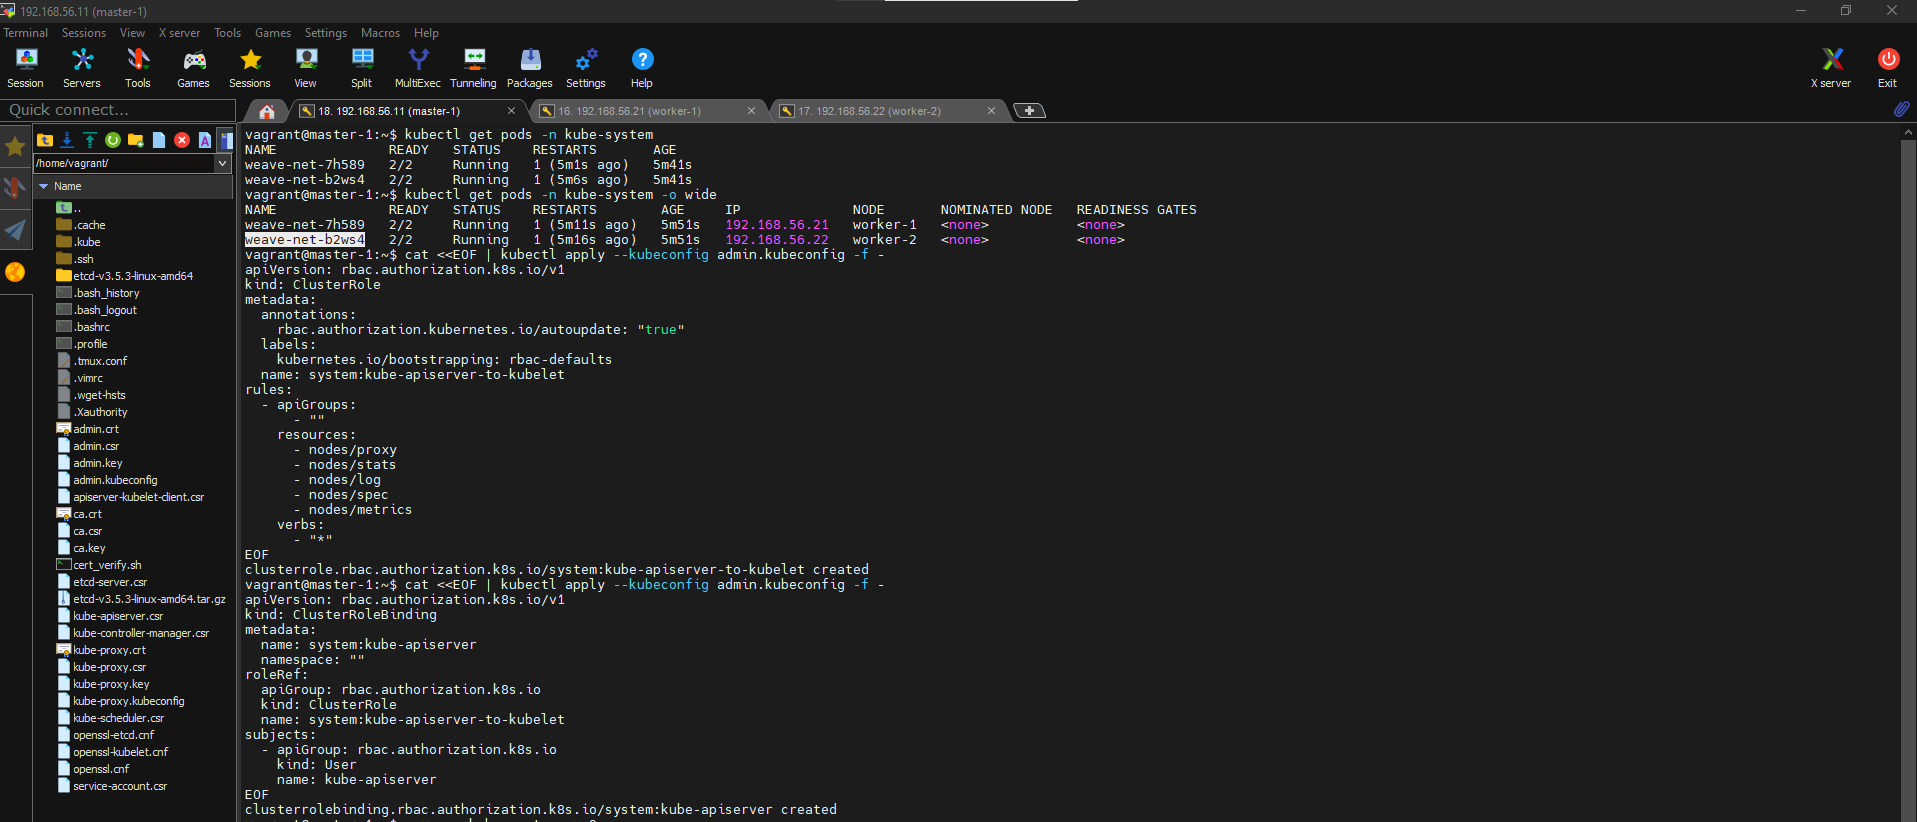 192.168.56.11 (master-1)
Terminal Sessions View X server Tools Games Settings Macros Help
Session Servers Tools Games Sessions View Split MultiExec Tunneling Packages Settings Help X server Exit
Quick connect...
18. 192.168.56.11 (master-1)
16. 192.168.56.21 (worker-1)
17. 192.168.56.22 (worker-2)
/home/vagrant/
Name
..
.cache
.kube
.ssh
etcd-v3.5.3-linux-amd64
.bash_history
.bash_logout
.bashrc
.profile
.tmux.conf
.vimrc
.wget-hsts
.Xauthority
admin.crt
admin.csr
admin.key
admin.kubeconfig
apiserver-kubelet-client.csr
ca.crt
ca.csr
ca.key
cert_verify.sh
etcd-server.csr
etcd-v3.5.3-linux-amd64.tar.gz
kube-apiserver.csr
kube-controller-manager.csr
kube-proxy.crt
kube-proxy.csr
kube-proxy.key
kube-proxy.kubeconfig
kube-scheduler.csr
openssl-etcd.cnf
openssl-kubelet.cnf
openssl.cnf
service-account.csr
vagrant@master-1:~$ kubectl get pods -n kube-system
NAME READY STATUS RESTARTS AGE
weave-net-7h589 2/2 Running 1 (5m1s ago) 5m41s
weave-net-b2ws4 2/2 Running 1 (5m6s ago) 5m41s
vagrant@master-1:~$ kubectl get pods -n kube-system -o wide
NAME READY STATUS RESTARTS AGE IP NODE NOMINATED NODE READINESS GATES
weave-net-7h589 2/2 Running 1 (5m11s ago) 5m51s 192.168.56.21 worker-1 <none> <none>
weave-net-b2ws4 2/2 Running 1 (5m16s ago) 5m51s 192.168.56.22 worker-2 <none> <none>
vagrant@master-1:~$ cat <<EOF | kubectl apply --kubeconfig admin.kubeconfig -f -
apiVersion: rbac.authorization.k8s.io/v1
kind: ClusterRole
metadata:
  annotations:
    rbac.authorization.kubernetes.io/autoupdate: "true"
  labels:
    kubernetes.io/bootstrapping: rbac-defaults
  name: system:kube-apiserver-to-kubelet
rules:
  - apiGroups:
      - ""
    resources:
      - nodes/proxy
      - nodes/stats
      - nodes/log
      - nodes/spec
      - nodes/metrics
    verbs:
      - "*"
EOF
clusterrole.rbac.authorization.k8s.io/system:kube-apiserver-to-kubelet created
vagrant@master-1:~$ cat <<EOF | kubectl apply --kubeconfig admin.kubeconfig -f -
apiVersion: rbac.authorization.k8s.io/v1
kind: ClusterRoleBinding
metadata:
  name: system:kube-apiserver
  namespace: ""
roleRef:
  apiGroup: rbac.authorization.k8s.io
  kind: ClusterRole
  name: system:kube-apiserver-to-kubelet
subjects:
  - apiGroup: rbac.authorization.k8s.io
    kind: User
    name: kube-apiserver
EOF
clusterrolebinding.rbac.authorization.k8s.io/system:kube-apiserver created